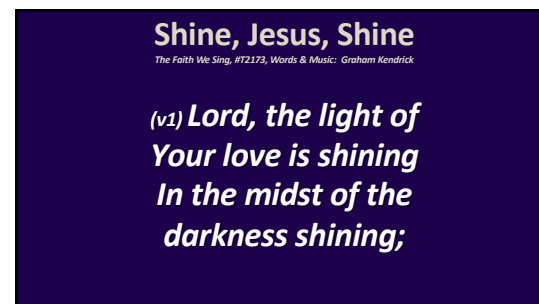 Shine, Jesus, Shine
The Faith We Sing, #T2173, Words & Music: Graham Kendrick
(v1) Lord, the light of
Your love is shining
In the midst of the
darkness shining;